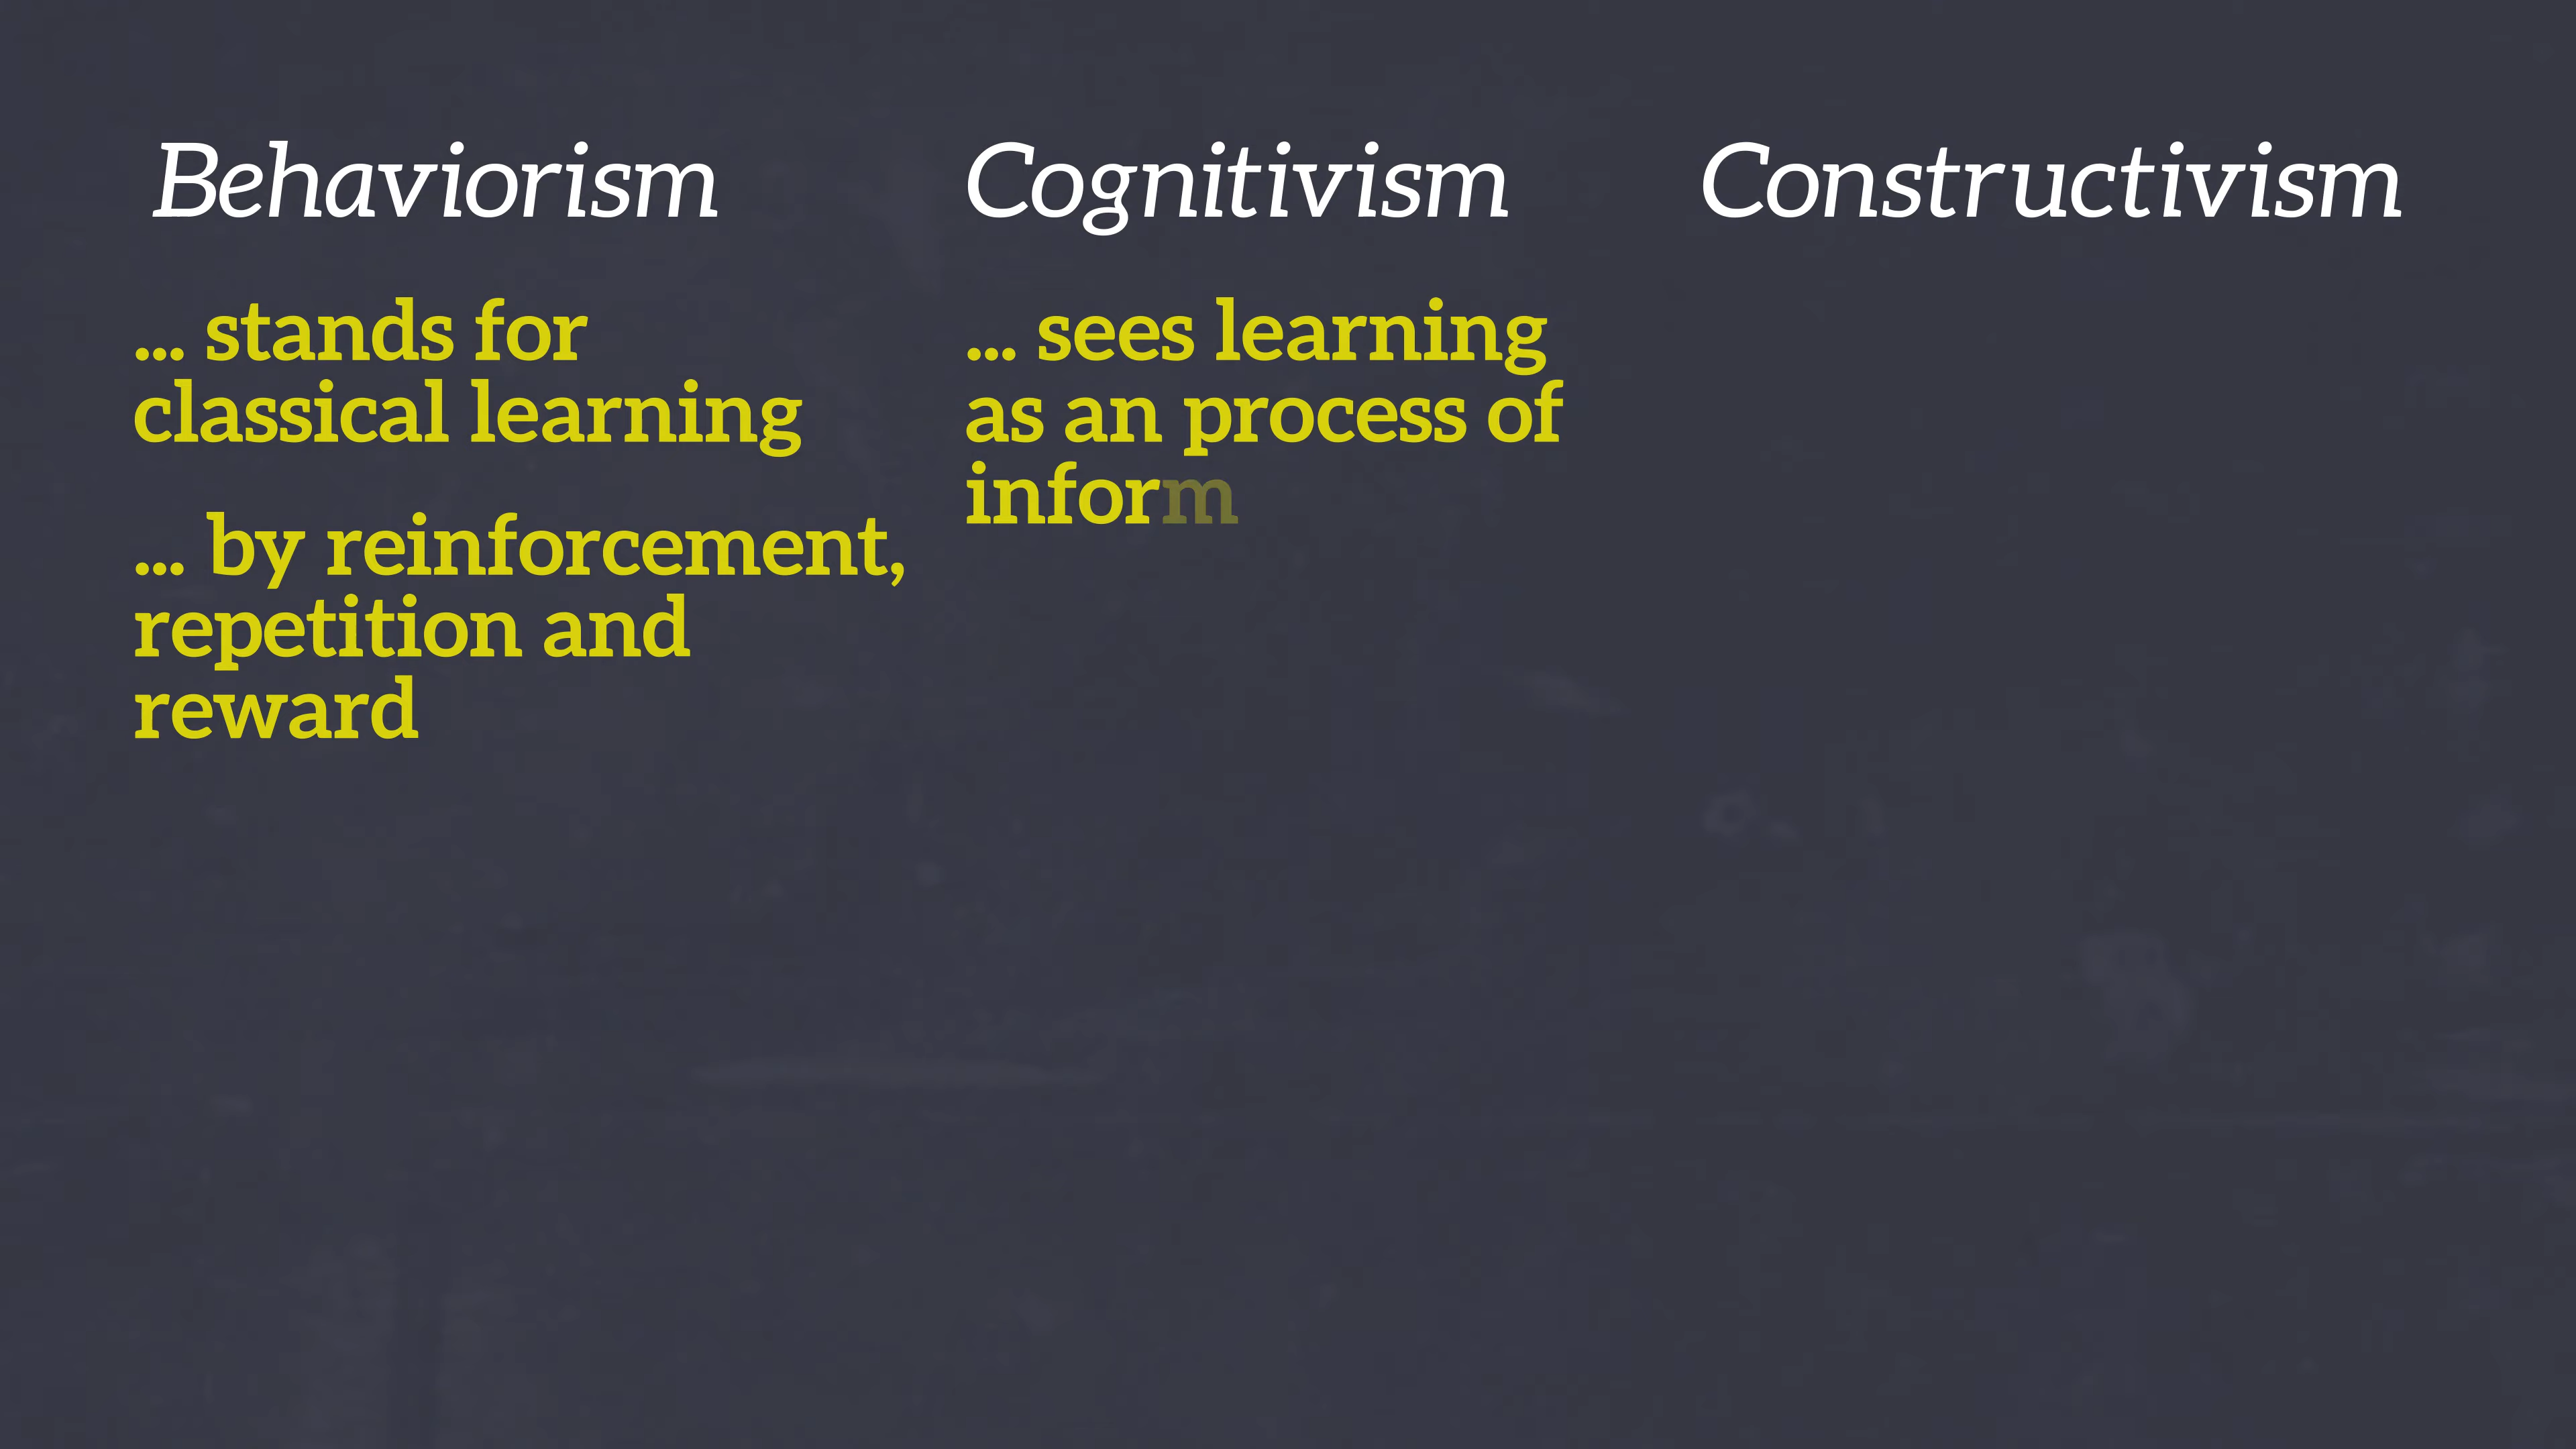 Behaviorism
... stands for
classical learning
... by reinforcement,
repetition and
reward
Cognitivism
... sees learning
as an process of
inform
Constructivism